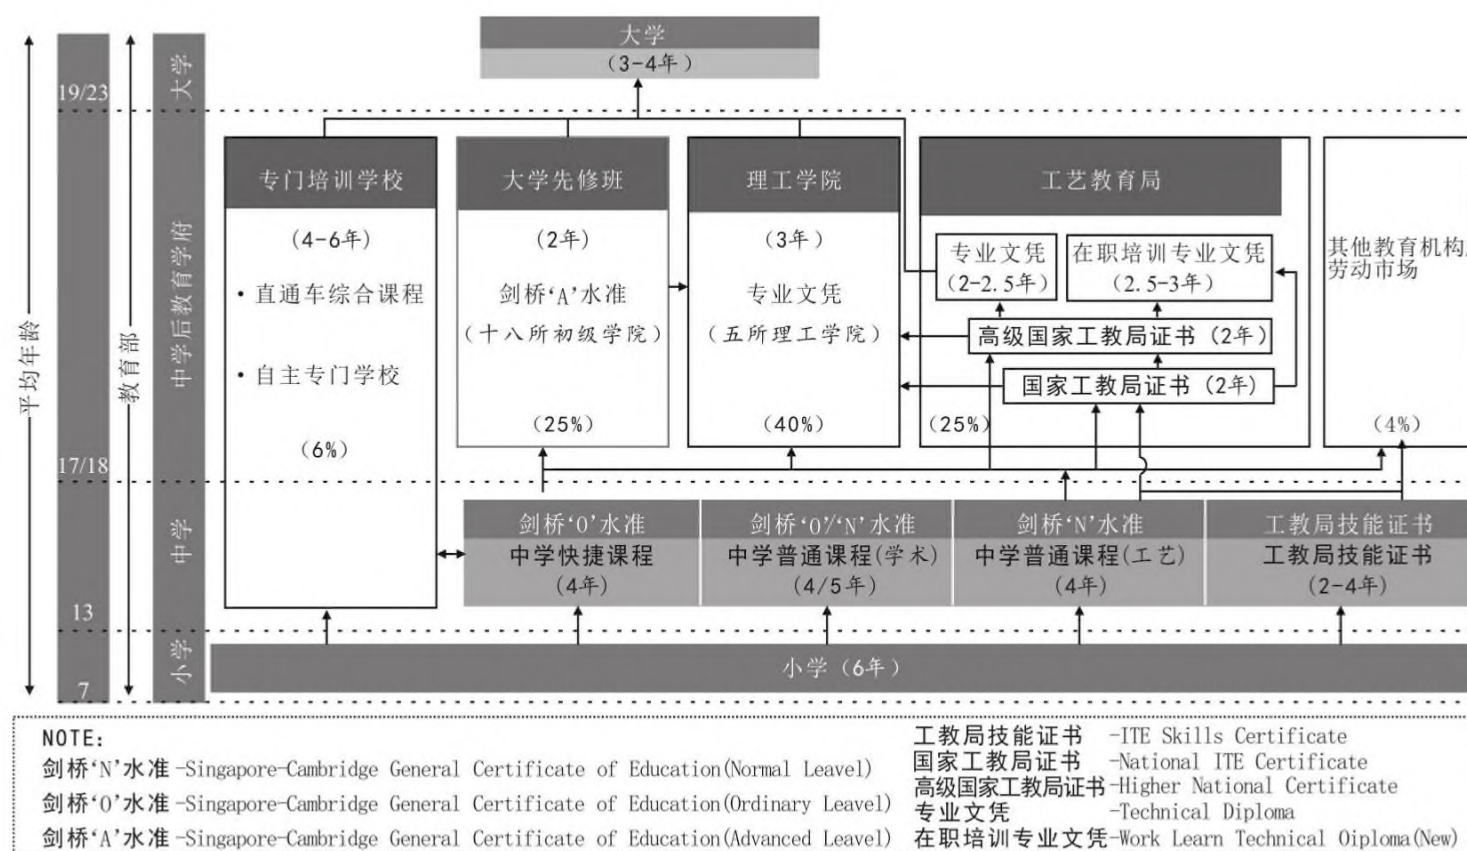 大学
(3-4年)
平均年龄
19/23
17/18
13
7
教育部
大学
中学后教育学府
中学
小学
专门培训学校
(4-6年)
·直通车综合课程
·自主专门学校
(6%)
大学先修班
(2年)
剑桥‘A’水准
(十八所初级学院)
(25%)
理工学院
(3年)
专业文凭
(五所理工学院)
(40%)
工艺教育局
专业文凭
(2-2.5年)
在职培训专业文凭
(2.5-3年)
高级国家工教局证书(2年)
国家工教局证书(2年)
(25%)
其他教育机构
劳动市场
(4%)
剑桥‘O’水准
中学快捷课程
(4年)
剑桥‘O’/‘N’水准
中学普通课程(学术)
(4/5年)
剑桥‘N’水准
中学普通课程(工艺)
(4年)
工教局技能证书
工教局技能证书
(2-4年)
小学(6年)
NOTE:
剑桥‘N’水准-Singapore-Cambridge General Certificate of Education(Normal Leavel)
剑桥‘O’水准-Singapore-Cambridge General Certificate of Education(Ordinary Leavel)
剑桥‘A’水准-Singapore-Cambridge General Certificate of Education(Advanced Leavel)
工教局技能证书 -ITE Skills Certificate
国家工教局证书 -National ITE Certificate
高级国家工教局证书-Higher National Certificate
专业文凭 -Technical Diploma
在职培训专业文凭-Work Learn Technical Oiploma(New)